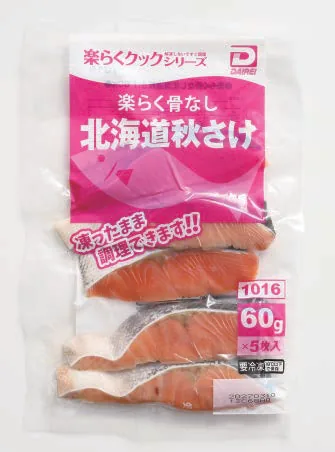 楽らくクックシリーズ
DAIREI
楽らく骨なし
北海道秋さけ
凍ったまま
調理できます!!
1016
60g
×5枚入
要冷凍